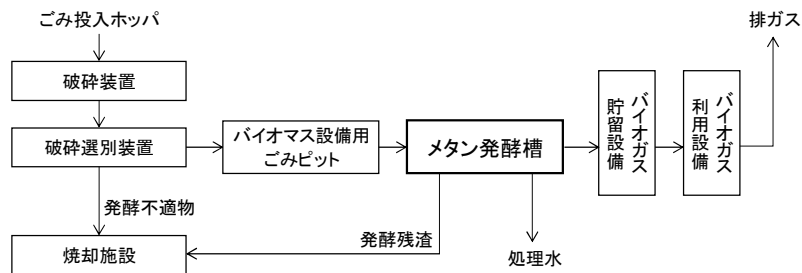 ごみ投入ホッパ
排ガス
破砕装置
破砕選別装置
バイオマス設備用
ごみピット
メタン発酵槽
バイオガス
貯留設備
バイオガス
利用設備
発酵不適物
発酵残渣
処理水
焼却施設